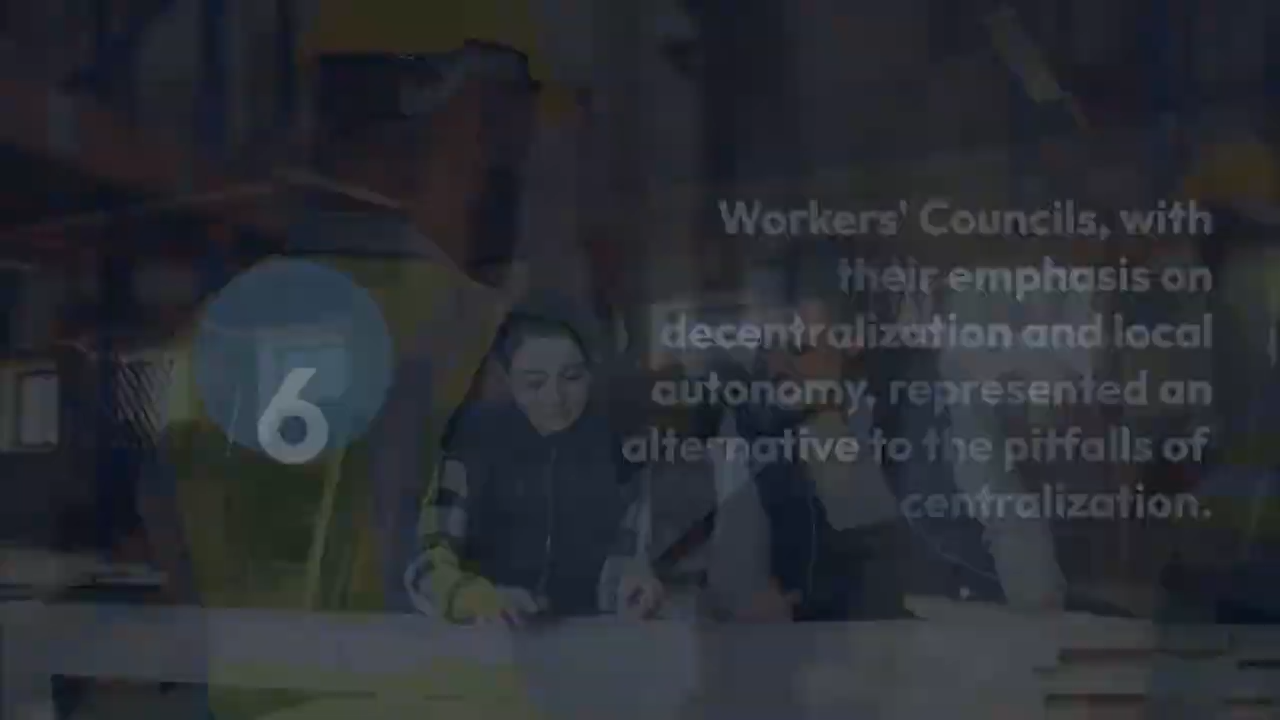 6
Workers' Councils, with
their emphasis on
decentralization and local
autonomy, represented an
alternative to the pitfalls of
centralization.